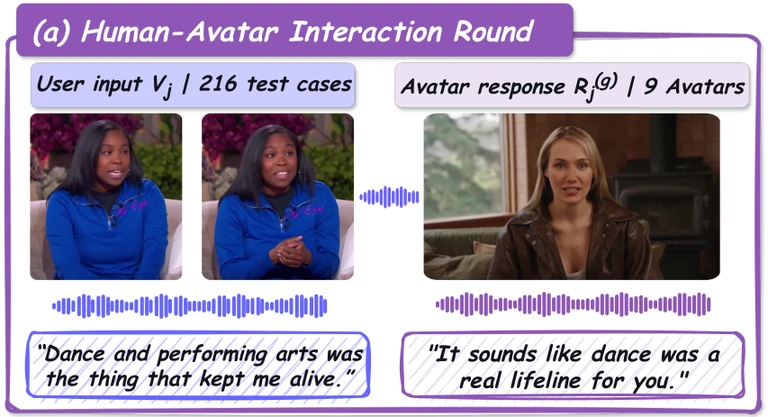 (a) Human-Avatar Interaction Round
User input Vj | 216 test cases
Avatar response Rj(g) | 9 Avatars
"Dance and performing arts was
the thing that kept me alive."
"It sounds like dance was a
real lifeline for you."